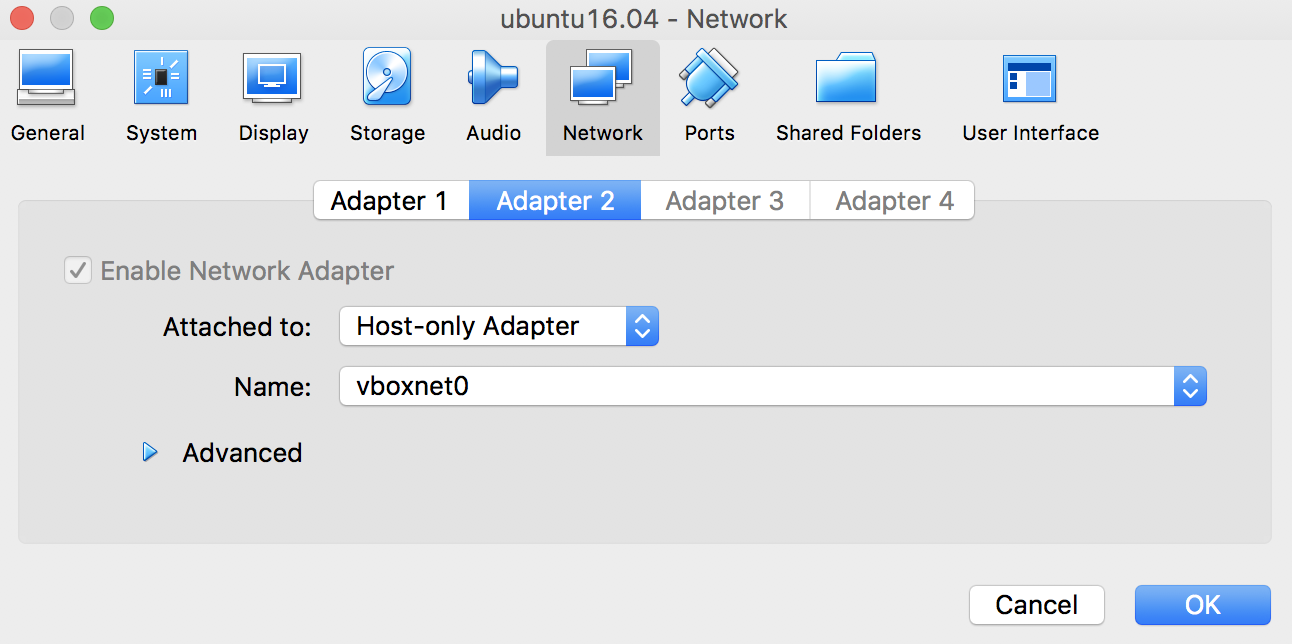 ubuntu16.04 - Network
General System Display Storage Audio Network Ports Shared Folders User Interface
Adapter 1 Adapter 2 Adapter 3 Adapter 4
Enable Network Adapter
Attached to: Host-only Adapter
Name: vboxnet0
Advanced
Cancel OK